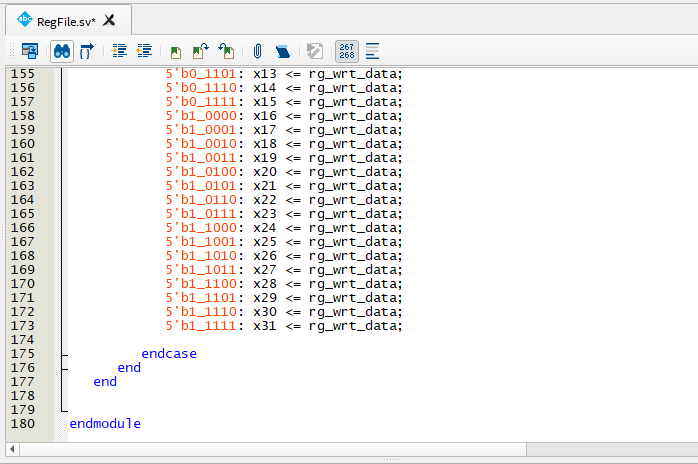 abc RegFile.sv*
267
268
155 5'b0_1101: x13 <= rg_wrt_data;
156 5'b0_1110: x14 <= rg_wrt_data;
157 5'b0_1111: x15 <= rg_wrt_data;
158 5'b1_0000: x16 <= rg_wrt_data;
159 5'b1_0001: x17 <= rg_wrt_data;
160 5'b1_0010: x18 <= rg_wrt_data;
161 5'b1_0011: x19 <= rg_wrt_data;
162 5'b1_0100: x20 <= rg_wrt_data;
163 5'b1_0101: x21 <= rg_wrt_data;
164 5'b1_0110: x22 <= rg_wrt_data;
165 5'b1_0111: x23 <= rg_wrt_data;
166 5'b1_1000: x24 <= rg_wrt_data;
167 5'b1_1001: x25 <= rg_wrt_data;
168 5'b1_1010: x26 <= rg_wrt_data;
169 5'b1_1011: x27 <= rg_wrt_data;
170 5'b1_1100: x28 <= rg_wrt_data;
171 5'b1_1101: x29 <= rg_wrt_data;
172 5'b1_1110: x30 <= rg_wrt_data;
173 5'b1_1111: x31 <= rg_wrt_data;
174
175 endcase
176 end
177 end
178
179
180 endmodule